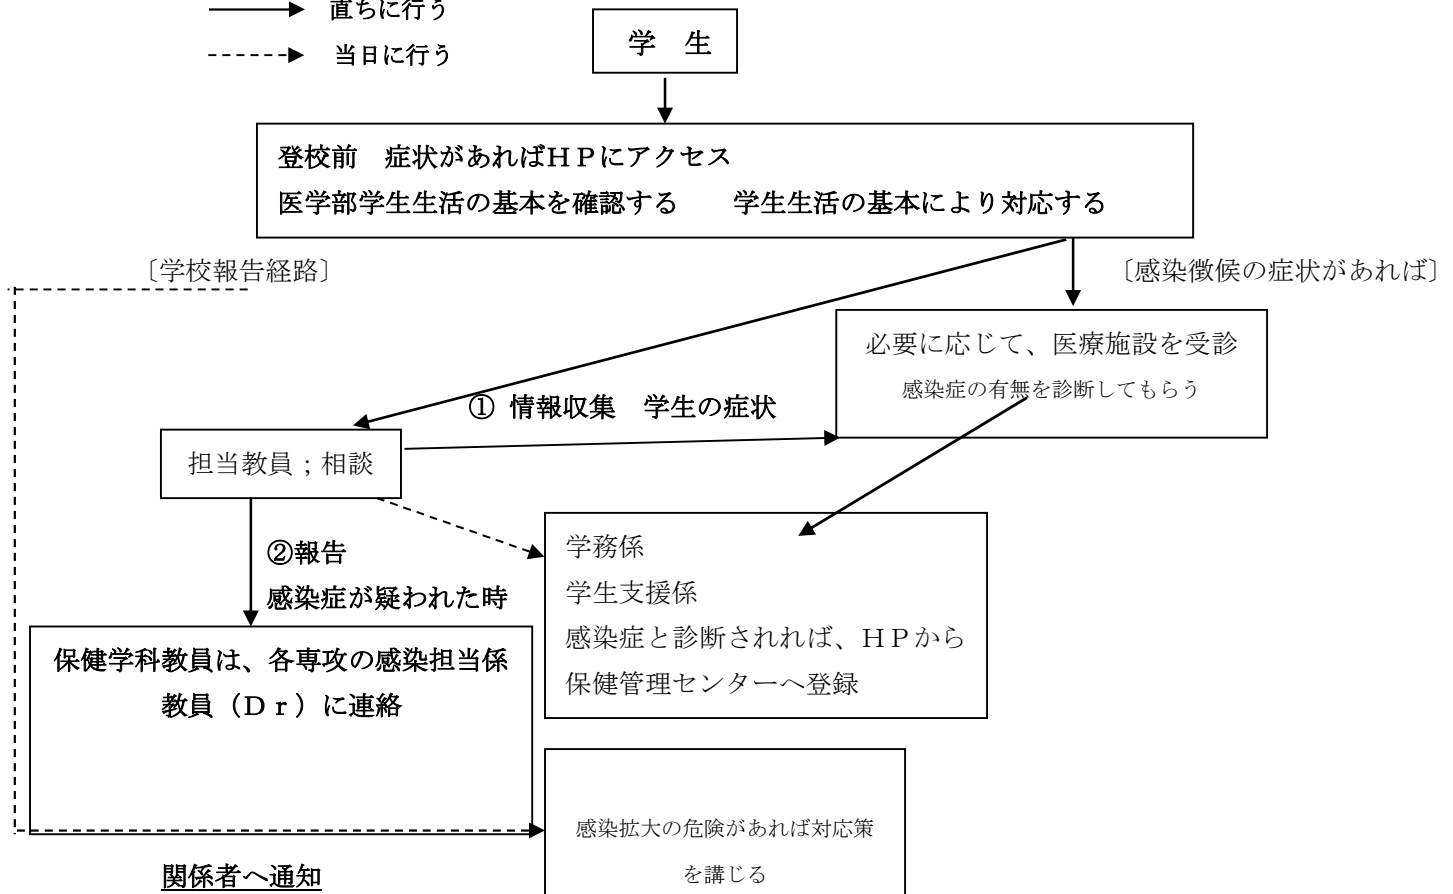 直ちに行う
当日に行う
学　生
登校前　症状があればＨＰにアクセス
医学部学生生活の基本を確認する　　学生生活の基本により対応する
〔学校報告経路〕
〔感染徴候の症状があれば〕
必要に応じて、医療施設を受診
感染症の有無を診断してもらう
① 情報収集　学生の症状
担当教員；相談
②報告
感染症が疑われた時
学務係
学生支援係
感染症と診断されれば、ＨＰから
保健管理センターへ登録
保健学科教員は、各専攻の感染担当係
教員（Ｄｒ）に連絡
感染拡大の危険があれば対応策
を講じる
関係者へ通知